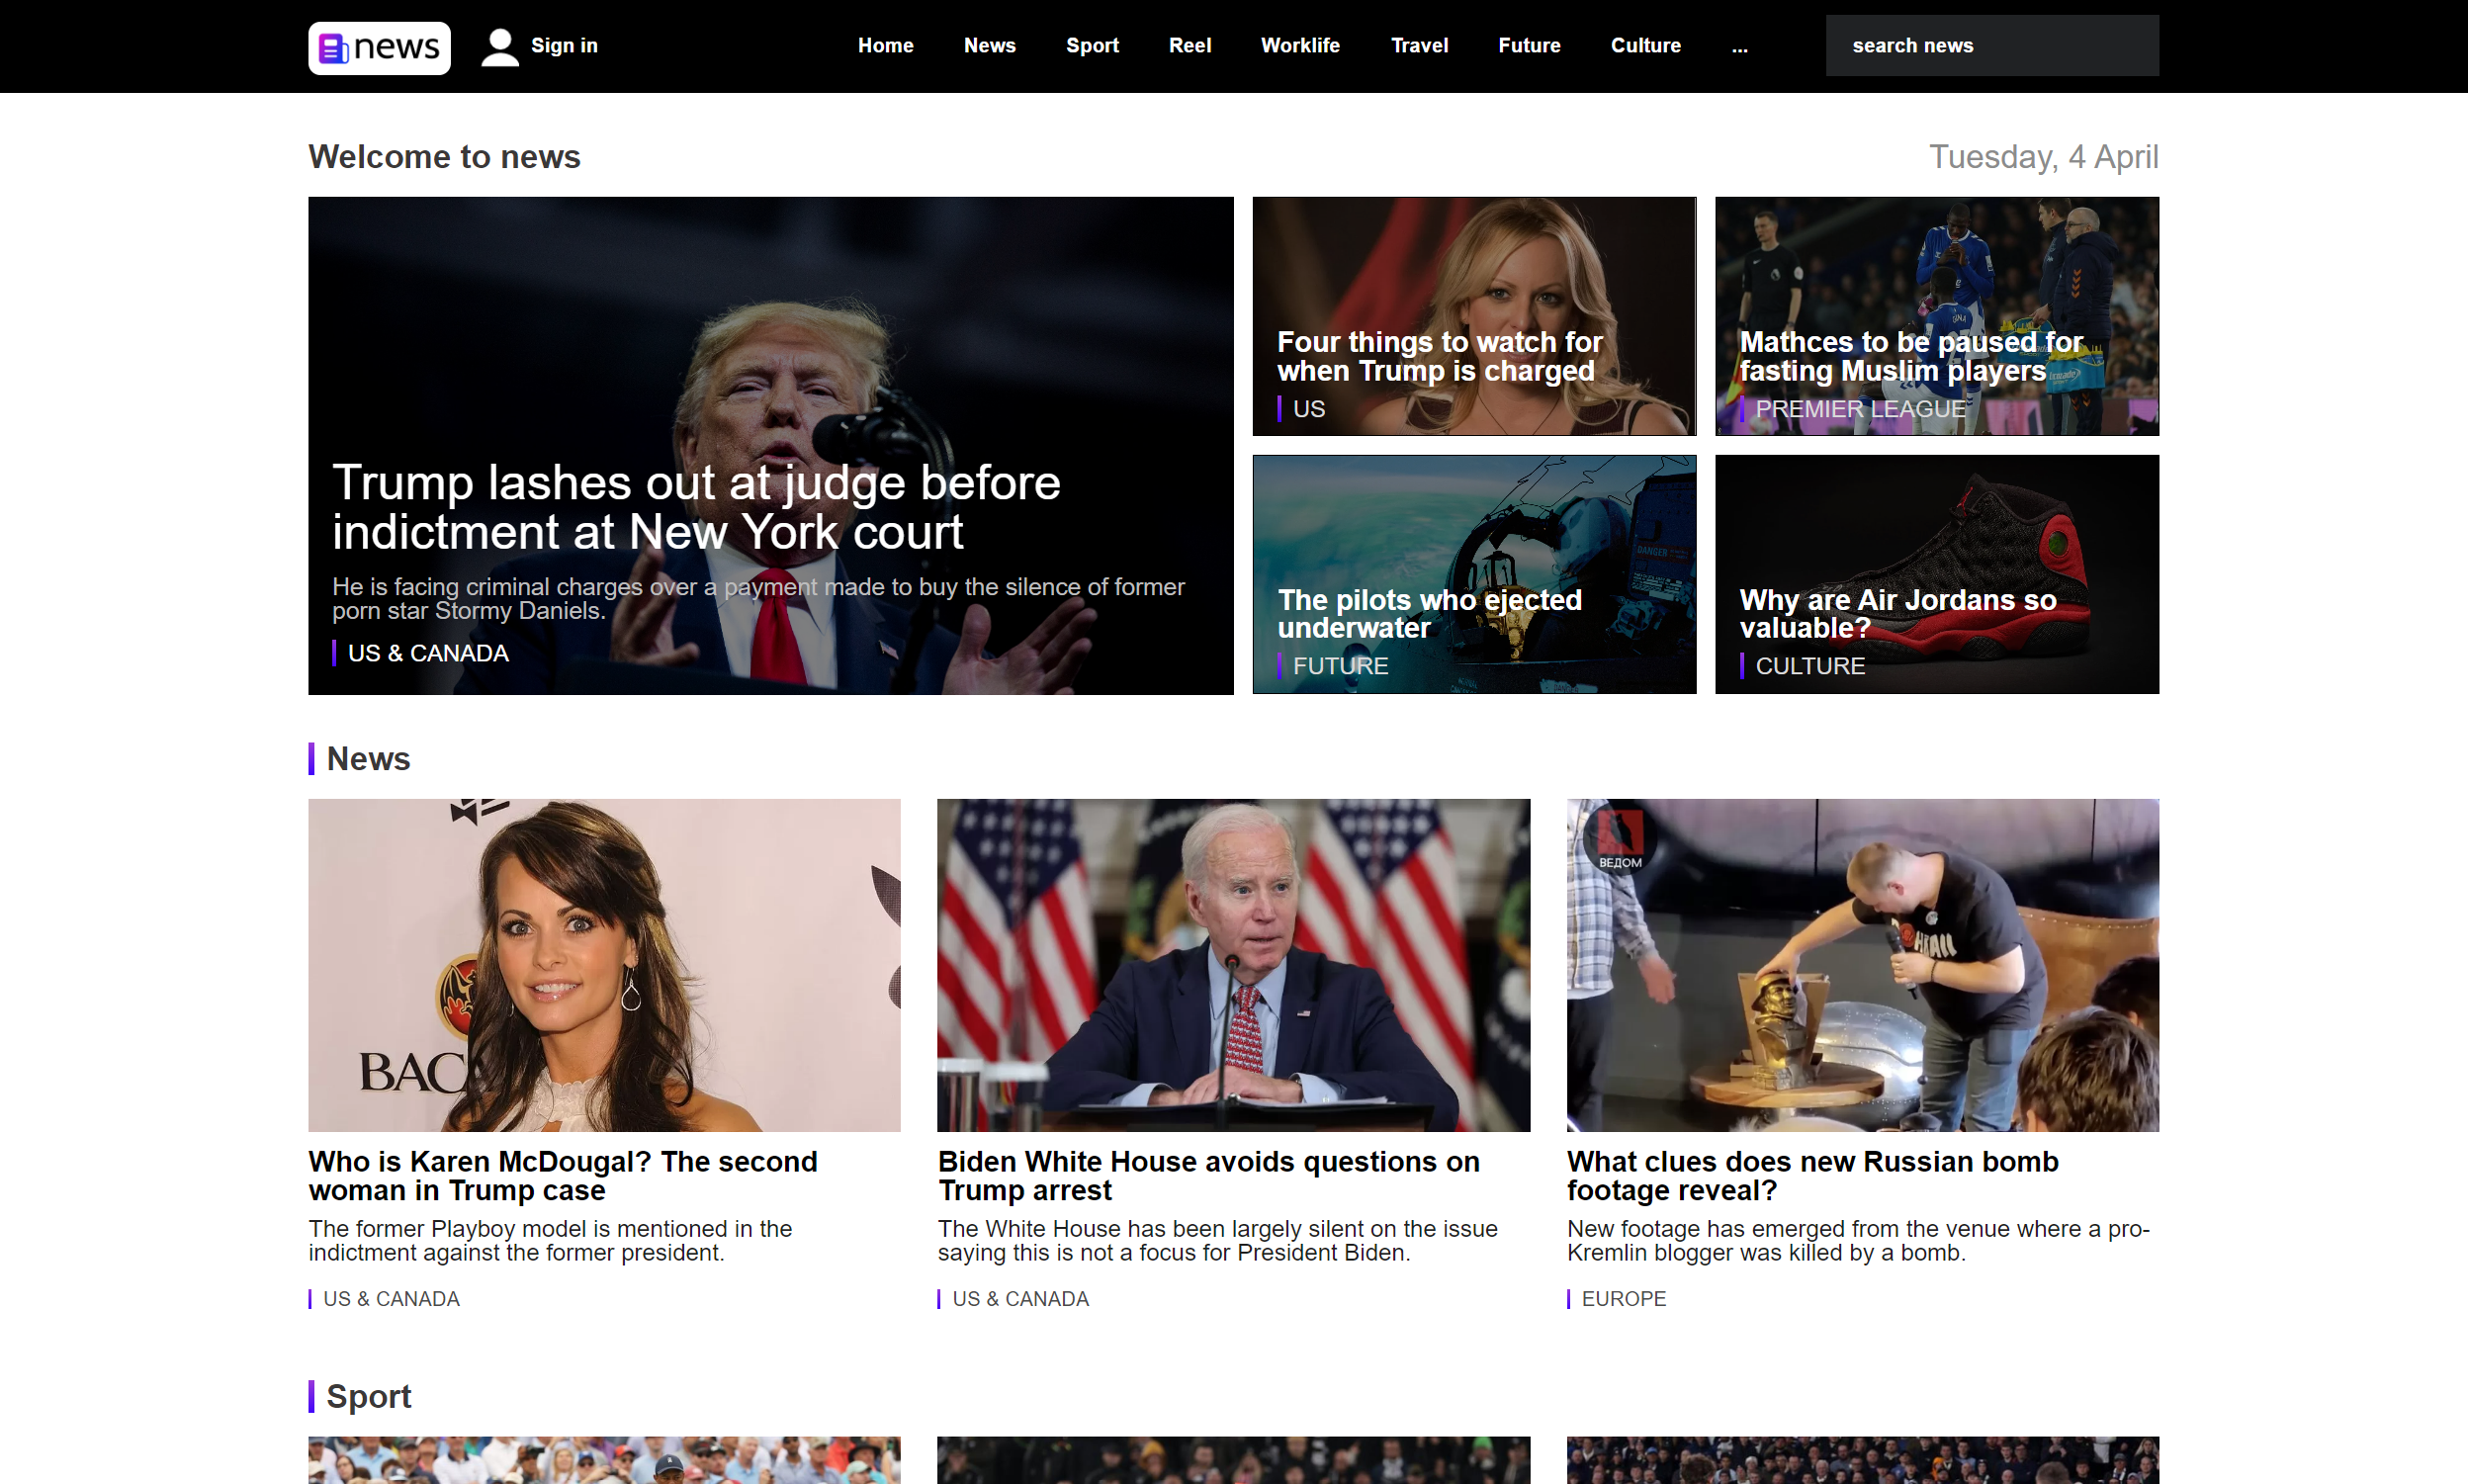 news
Sign in
Home
News
Sport
Reel
Worklife
Travel
Future
Culture
...
search news
Welcome to news
Tuesday, 4 April
Trump lashes out at judge before
indictment at New York court
He is facing criminal charges over a payment made to buy the silence of former
porn star Stormy Daniels.
US & CANADA
Four things to watch for
when Trump is charged
US
Mathces to be paused for
fasting Muslim players
PREMIER LEAGUE
DANGER
The pilots who ejected
underwater
FUTURE
Why are Air Jordans so
valuable?
CULTURE
News
BAC
ВЕДОМ
Who is Karen McDougal? The second
woman in Trump case
The former Playboy model is mentioned in the
indictment against the former president.
US & CANADA
Biden White House avoids questions on
Trump arrest
The White House has been largely silent on the issue
saying this is not a focus for President Biden.
US & CANADA
What clues does new Russian bomb
footage reveal?
New footage has emerged from the venue where a pro-
Kremlin blogger was killed by a bomb.
EUROPE
Sport